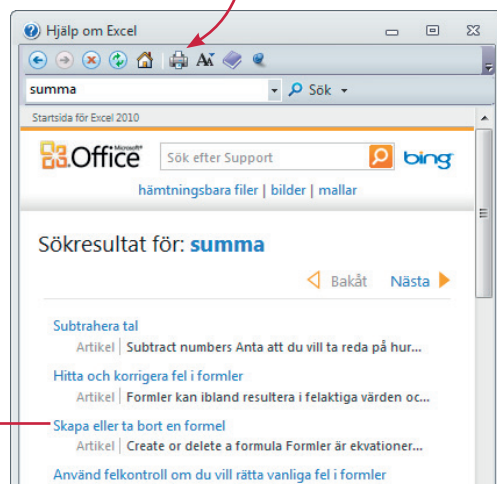 Hjälp om Excel
summa Sök
Startsida för Excel 2010
Microsoft®
Office Sök efter Support bing
hämtningsbara filer | bilder | mallar
Sökresultat för: summa
Bakåt Nästa
Subtrahera tal
Artikel | Subtract numbers Anta att du vill ta reda på hur...
Hitta och korrigera fel i formler
Artikel | Formler kan ibland resultera i felaktiga värden oc...
Skapa eller ta bort en formel
Artikel | Create or delete a formula Formler är ekvationer...
Använd felkontroll om du vill rätta vanliga fel i formler